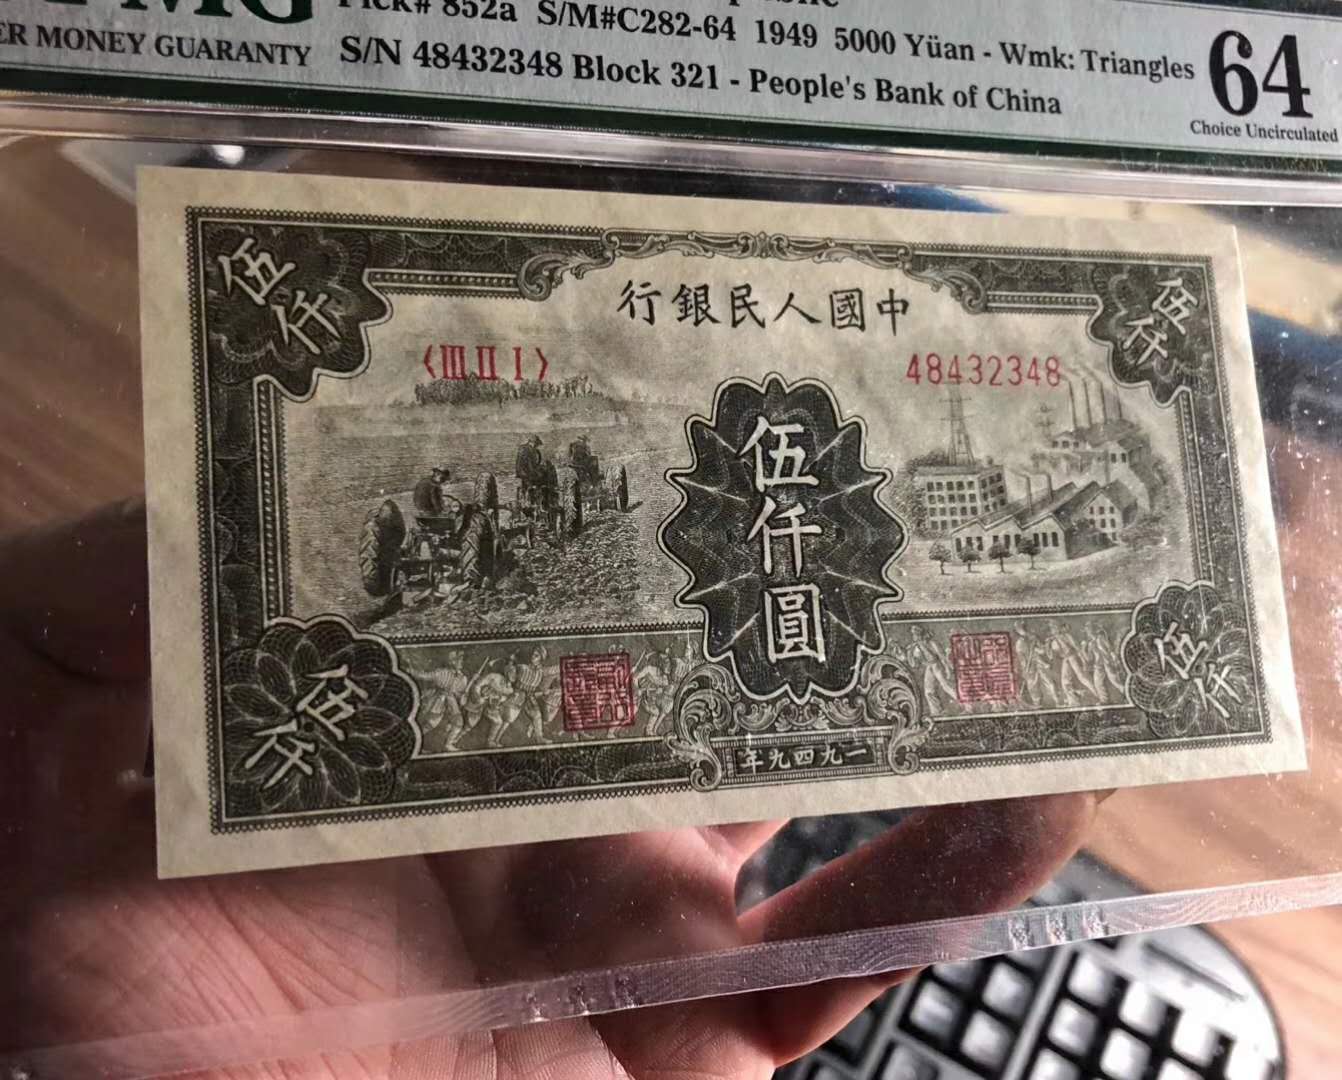 Pick# 852a S/M#C282-64 1949 5000 Yüan - Wmk: Triangles
MONEY GUARANTY
S/N 48432348 Block 321 - People's Bank of China
64
Choice Uncirculated
伍仟
伍仟
行銀民人國中
〈III II I〉
48432348
伍仟圓
伍仟
伍仟
年九四九一